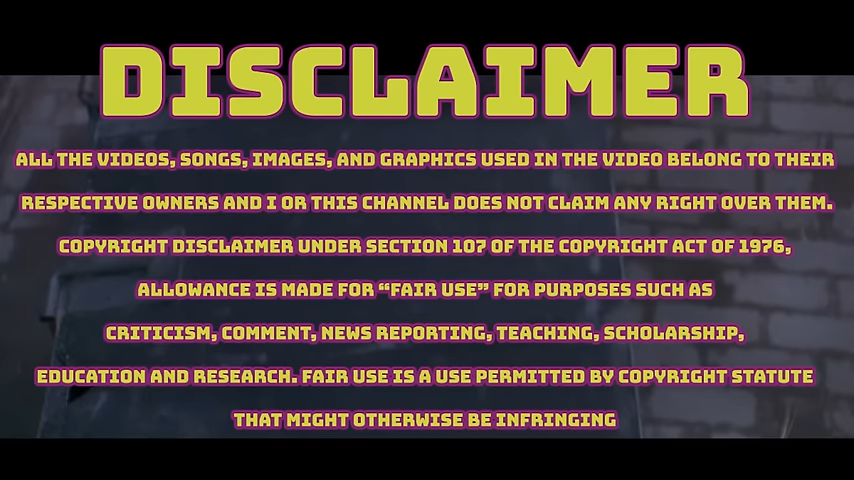 DISCLAIMER
ALL THE VIDEOS, SONGS, IMAGES, AND GRAPHICS USED IN THE VIDEO BELONG TO THEIR
RESPECTIVE OWNERS AND I OR THIS CHANNEL DOES NOT CLAIM ANY RIGHT OVER THEM.
COPYRIGHT DISCLAIMER UNDER SECTION 107 OF THE COPYRIGHT ACT OF 1976,
ALLOWANCE IS MADE FOR “FAIR USE” FOR PURPOSES SUCH AS
CRITICISM, COMMENT, NEWS REPORTING, TEACHING, SCHOLARSHIP,
EDUCATION AND RESEARCH. FAIR USE IS A USE PERMITTED BY COPYRIGHT STATUTE
THAT MIGHT OTHERWISE BE INFRINGING